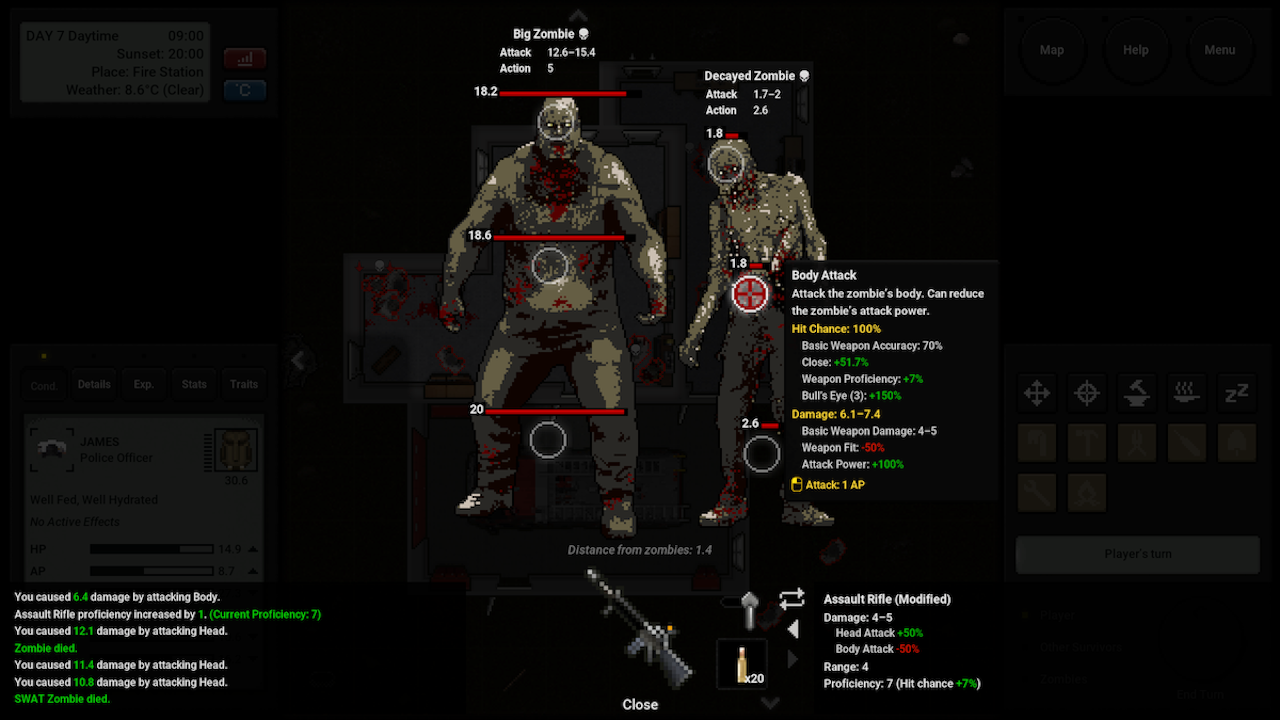 DAY 7 Daytime 09:00
Sunset: 20:00
Place: Fire Station
Weather: 8.6°C (Clear)
°C
Big Zombie
Attack 12.6–15.4
Action 5
18.2
18.6
20
Decayed Zombie
Attack 1.7–2
Action 2.6
1.8
1.8
2.6
Map
Help
Menu
Body Attack
Attack the zombie's body. Can reduce
the zombie's attack power.
Hit Chance: 100%
Basic Weapon Accuracy: 70%
Close: +51.7%
Weapon Proficiency: +7%
Bull's Eye (3): +150%
Damage: 6.1–7.4
Basic Weapon Damage: 4–5
Weapon Fit: -50%
Attack Power: +100%
Attack: 1 AP
Cond.
Details
Exp.
Stats
Traits
JAMES
Police Officer
30.6
Well Fed, Well Hydrated
No Active Effects
HP 14.9
AP 8.7
zZZ
Player's turn
Player
Other Survivors
Zombies
End Turn
Distance from zombies: 1.4
You caused 6.4 damage by attacking Body.
Assault Rifle proficiency increased by 1. (Current Proficiency: 7)
You caused 12.1 damage by attacking Head.
Zombie died.
You caused 11.4 damage by attacking Head.
You caused 10.8 damage by attacking Head.
SWAT Zombie died.
x20
Close
Assault Rifle (Modified)
Damage: 4–5
Head Attack +50%
Body Attack -50%
Range: 4
Proficiency: 7 (Hit chance +7%)